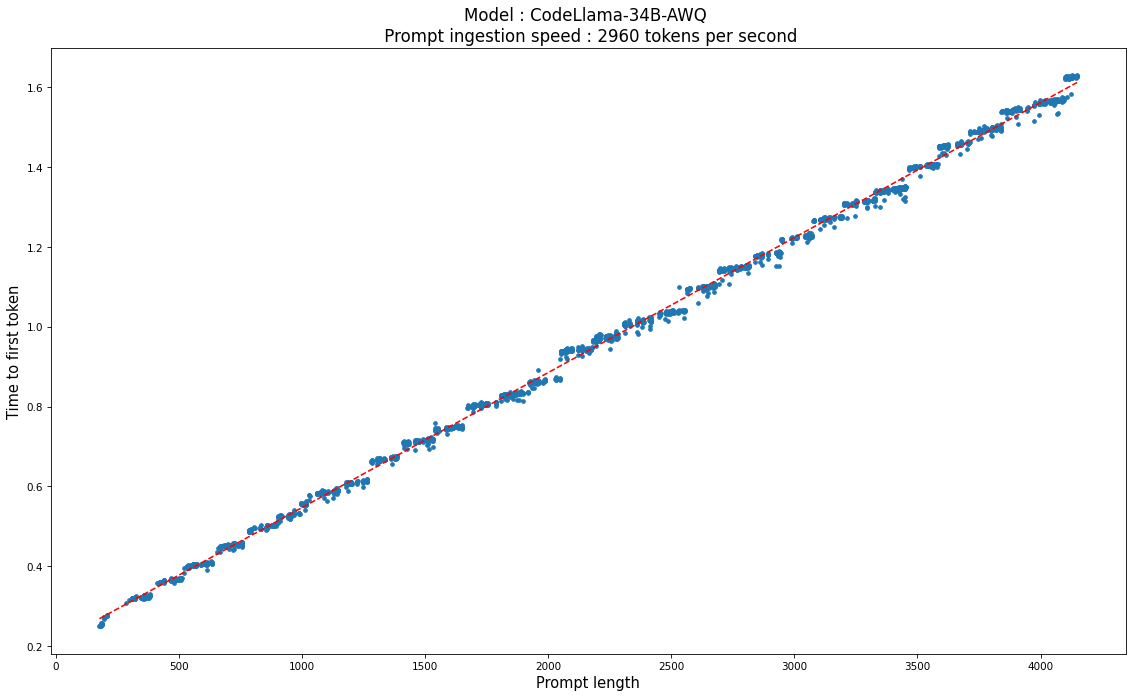 Model : CodeLlama-34B-AWQ
Prompt ingestion speed : 2960 tokens per second
1.6
1.4
1.2
1.0
0.8
0.6
0.4
0.2
Time to first token
0 500 1000 1500 2000 2500 3000 3500 4000
Prompt length